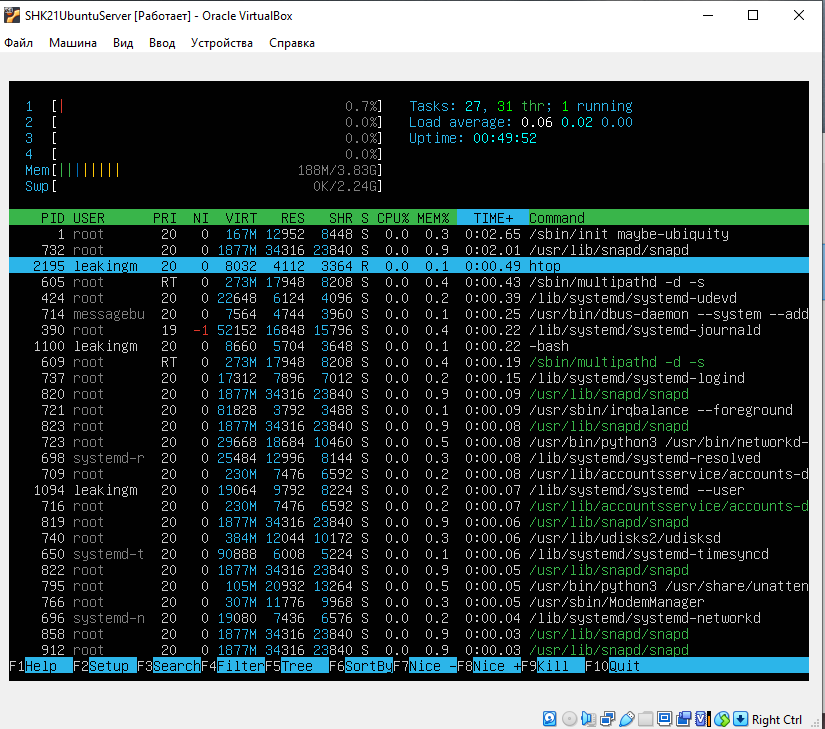 SHK21UbuntuServer [Работает] - Oracle VirtualBox
Файл Машина Вид Ввод Устройства Справка
1 [| 0.7%] Tasks: 27, 31 thr; 1 running
2 [ 0.0%] Load average: 0.06 0.02 0.00
3 [ 0.0%] Uptime: 00:49:52
4 [ 0.0%]
Mem[|||||||| 188M/3.83G]
Swp[ 0K/2.24G]
PID USER PRI NI VIRT RES SHR S CPU% MEM% TIME+ Command
1 root 20 0 167M 12952 8448 S 0.0 0.3 0:02.65 /sbin/init maybe-ubiquity
732 root 20 0 1877M 34316 23840 S 0.0 0.9 0:02.01 /usr/lib/snapd/snapd
2195 leakingm 20 0 8032 4112 3364 R 0.0 0.1 0:00.49 htop
605 root RT 0 273M 17948 8208 S 0.0 0.4 0:00.43 /sbin/multipathd -d -s
424 root 20 0 22648 6124 4096 S 0.0 0.2 0:00.39 /lib/systemd/systemd-udevd
714 messagebu 20 0 7564 4744 3960 S 0.0 0.1 0:00.25 /usr/bin/dbus-daemon --system --add
390 root 19 -1 52152 16848 15796 S 0.0 0.4 0:00.22 /lib/systemd/systemd-journald
1100 leakingm 20 0 8660 5704 3648 S 0.0 0.1 0:00.22 -bash
609 root RT 0 273M 17948 8208 S 0.0 0.4 0:00.19 /sbin/multipathd -d -s
737 root 20 0 17312 7896 7012 S 0.0 0.2 0:00.15 /lib/systemd/systemd-logind
820 root 20 0 1877M 34316 23840 S 0.0 0.9 0:00.09 /usr/lib/snapd/snapd
721 root 20 0 81828 3792 3488 S 0.0 0.1 0:00.09 /usr/sbin/irqbalance --foreground
823 root 20 0 1877M 34316 23840 S 0.0 0.9 0:00.08 /usr/lib/snapd/snapd
723 root 20 0 29668 18684 10460 S 0.0 0.5 0:00.08 /usr/bin/python3 /usr/bin/networkd-
698 systemd-r 20 0 25484 12996 8144 S 0.0 0.3 0:00.08 /lib/systemd/systemd-resolved
709 root 20 0 230M 7476 6592 S 0.0 0.2 0:00.08 /usr/lib/accountsservice/accounts-d
1094 leakingm 20 0 19064 9792 8224 S 0.0 0.2 0:00.07 /lib/systemd/systemd --user
716 root 20 0 230M 7476 6592 S 0.0 0.2 0:00.07 /usr/lib/accountsservice/accounts-d
819 root 20 0 1877M 34316 23840 S 0.0 0.9 0:00.06 /usr/lib/snapd/snapd
740 root 20 0 384M 12044 10172 S 0.0 0.3 0:00.06 /usr/lib/udisks2/udisksd
650 systemd-t 20 0 90888 6008 5224 S 0.0 0.1 0:00.06 /lib/systemd/systemd-timesyncd
822 root 20 0 1877M 34316 23840 S 0.0 0.9 0:00.05 /usr/lib/snapd/snapd
795 root 20 0 105M 20932 13264 S 0.0 0.5 0:00.05 /usr/bin/python3 /usr/share/unatten
766 root 20 0 307M 11776 9968 S 0.0 0.3 0:00.05 /usr/sbin/ModemManager
696 systemd-n 20 0 19080 7436 6576 S 0.0 0.2 0:00.04 /lib/systemd/systemd-networkd
858 root 20 0 1877M 34316 23840 S 0.0 0.9 0:00.03 /usr/lib/snapd/snapd
912 root 20 0 1877M 34316 23840 S 0.0 0.9 0:00.03 /usr/lib/snapd/snapd
F1Help F2Setup F3SearchF4FilterF5Tree F6SortByF7Nice -F8Nice +F9Kill F10Quit
Right Ctrl